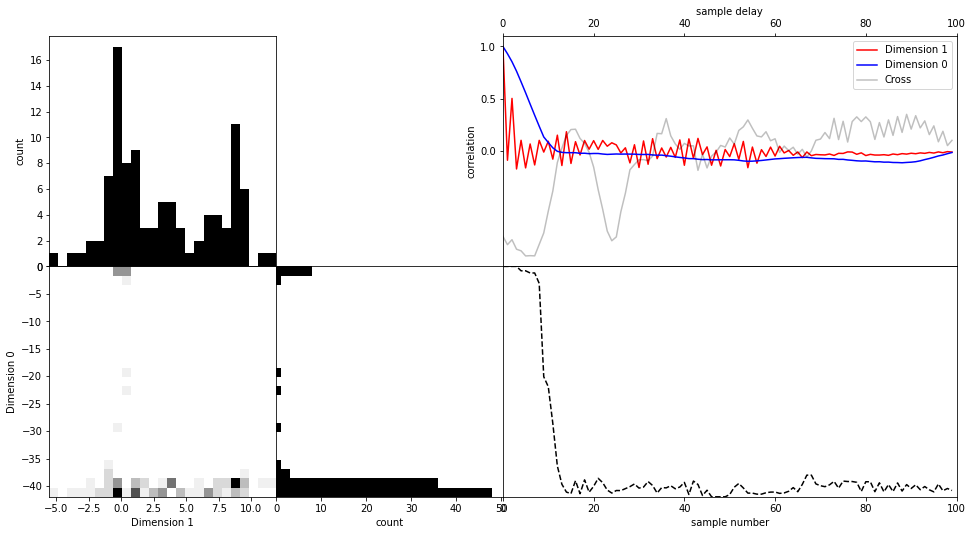 sample delay
0 20 40 60 80 100
Dimension 1
Dimension 0
Cross
count
16
14
12
10
8
6
4
2
0
correlation
1.0
0.5
0.0
Dimension 0
0
−5
−10
−15
−20
−25
−30
−35
−40
−5.0 −2.5 0.0 2.5 5.0 7.5 10.0
Dimension 1
0 10 20 30 40 50
count
0 20 40 60 80 100
sample number